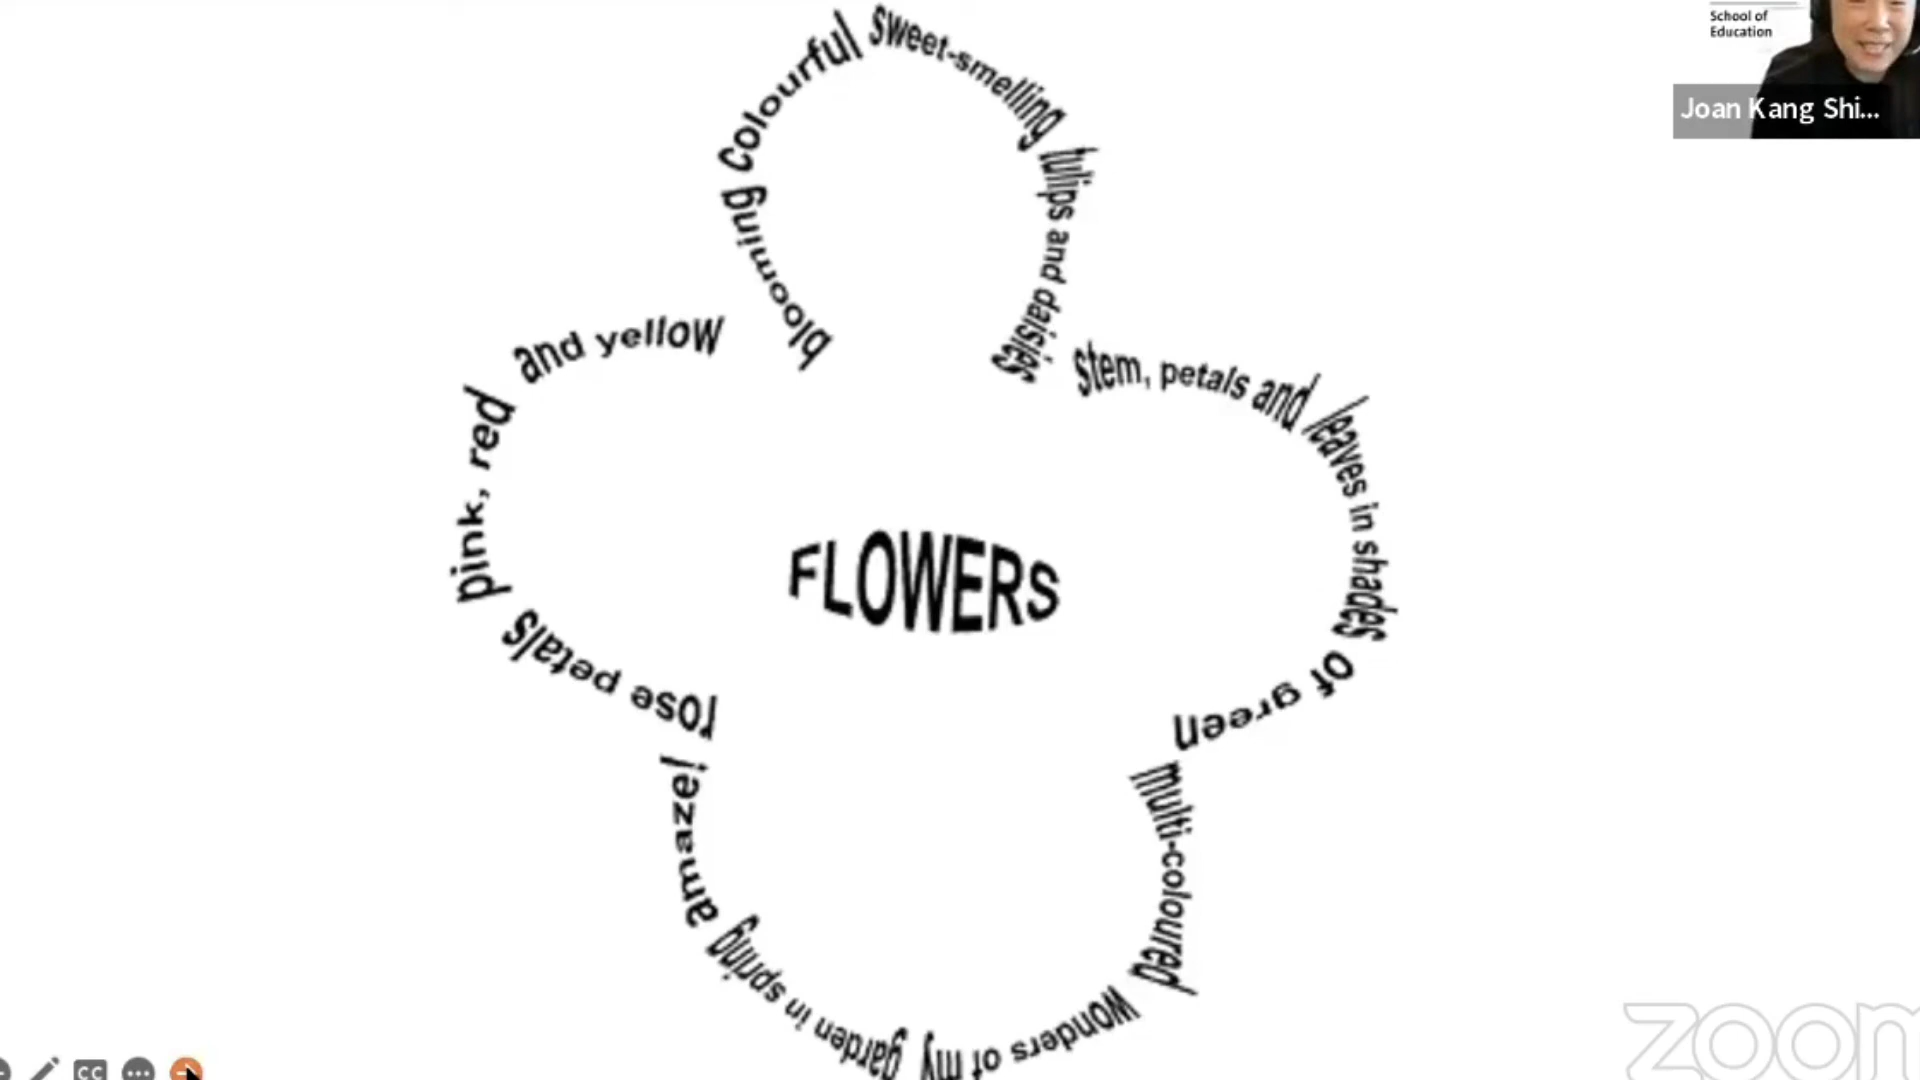 blooming Colourful sweet-smelling tulips and daisies
stem, petals and leaves in shades of green
multi-coloured wonders of my garden in spring amaze!
rose petals pink, red and yellow
FLOWERS
School of
Education
Joan Kang Shi...
CC
zoom